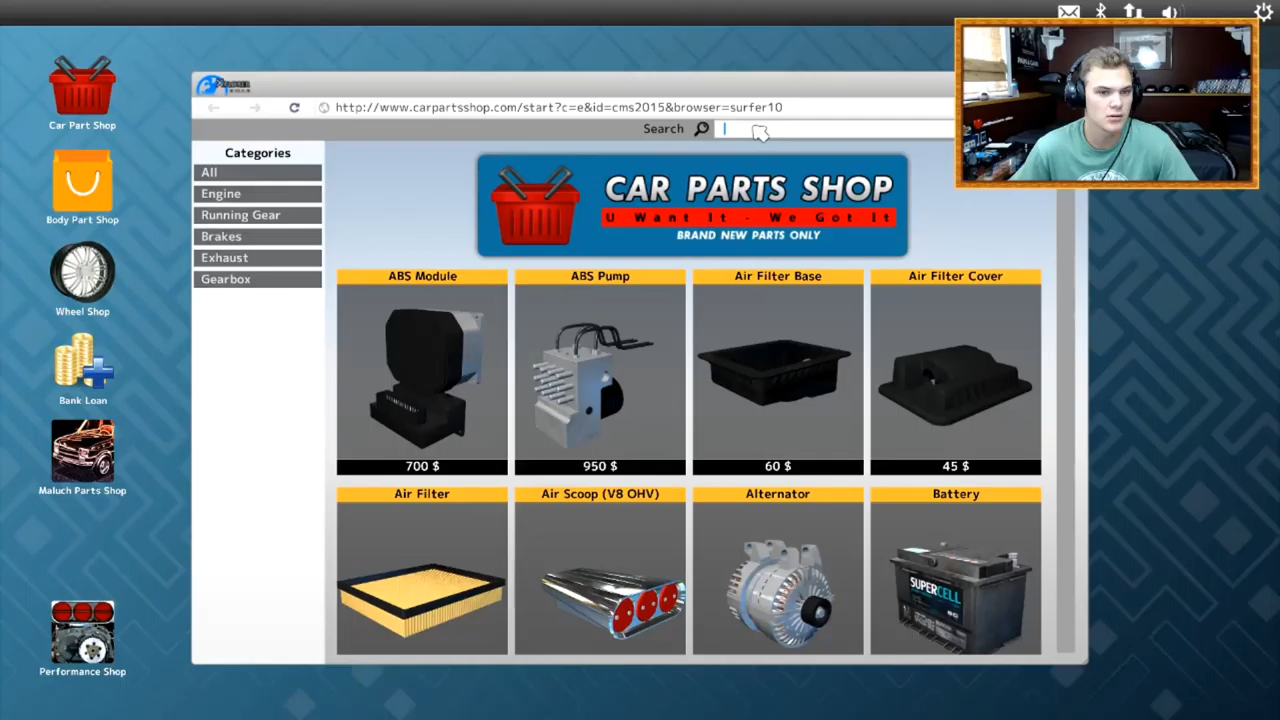 Car Part Shop
Body Part Shop
Wheel Shop
Bank Loan
Maluch Parts Shop
Performance Shop
http://www.carpartsshop.com/start?c=e&id=cms2015&browser=surfer10
Search
Categories
All
Engine
Running Gear
Brakes
Exhaust
Gearbox
CAR PARTS SHOP
U Want It - We Got It
BRAND NEW PARTS ONLY
ABS Module
700 $
ABS Pump
950 $
Air Filter Base
60 $
Air Filter Cover
45 $
Air Filter
Air Scoop (V8 OHV)
Alternator
Battery
SUPERCELL